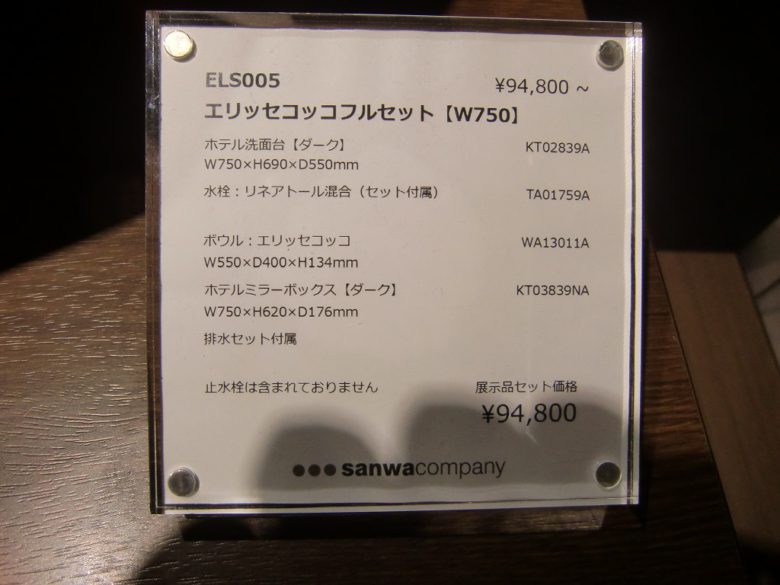 ELS005 ¥94,800 ~
エリッセコッコフルセット【W750】
ホテル洗面台【ダーク】 KT02839A
W750×H690×D550mm
水栓：リネアトール混合（セット付属） TA01759A
ボウル：エリッセコッコ WA13011A
W550×D400×H134mm
ホテルミラーボックス【ダーク】 KT03839NA
W750×H620×D176mm
排水セット付属
止水栓は含まれておりません 展示品セット価格
¥94,800
●●● sanwacompany